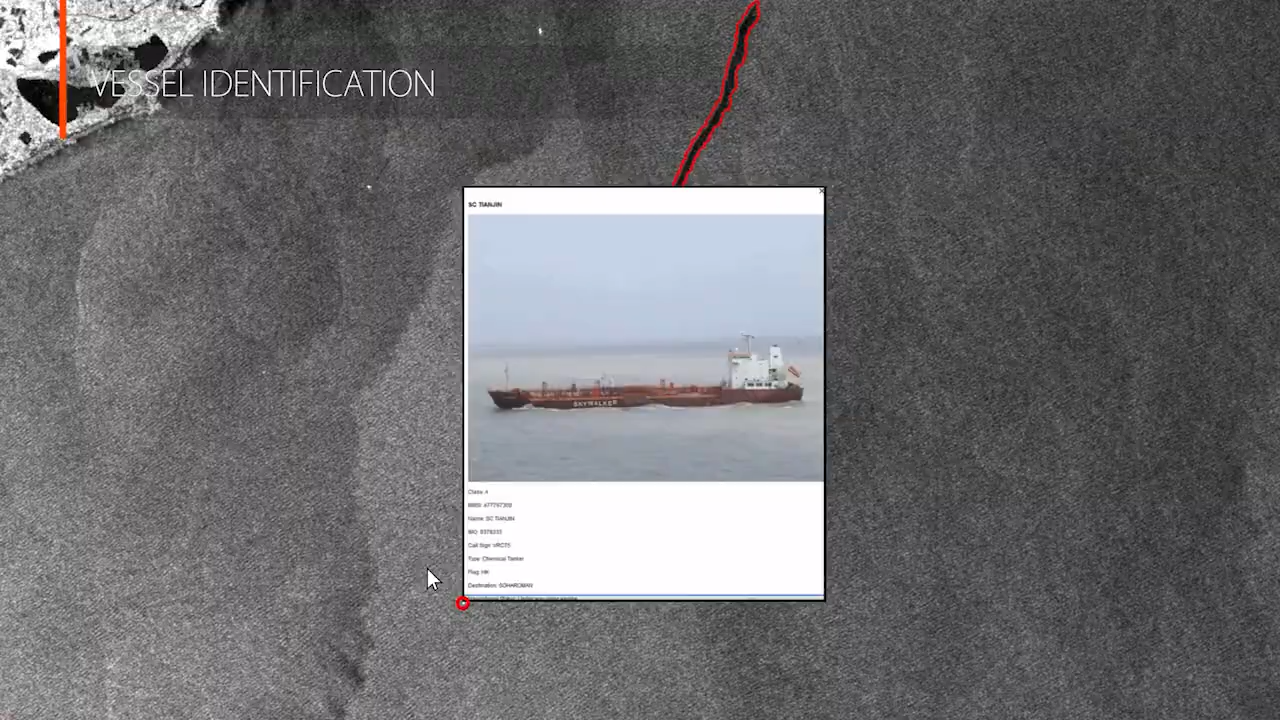 VESSEL IDENTIFICATION
SC TIANJIN
SKYWALKER
Class: A
Name: SC TIANJIN
Call Sign: VRCT5
Type: Chemical Tanker
Flag: HK
Destination: SOHAROMAN